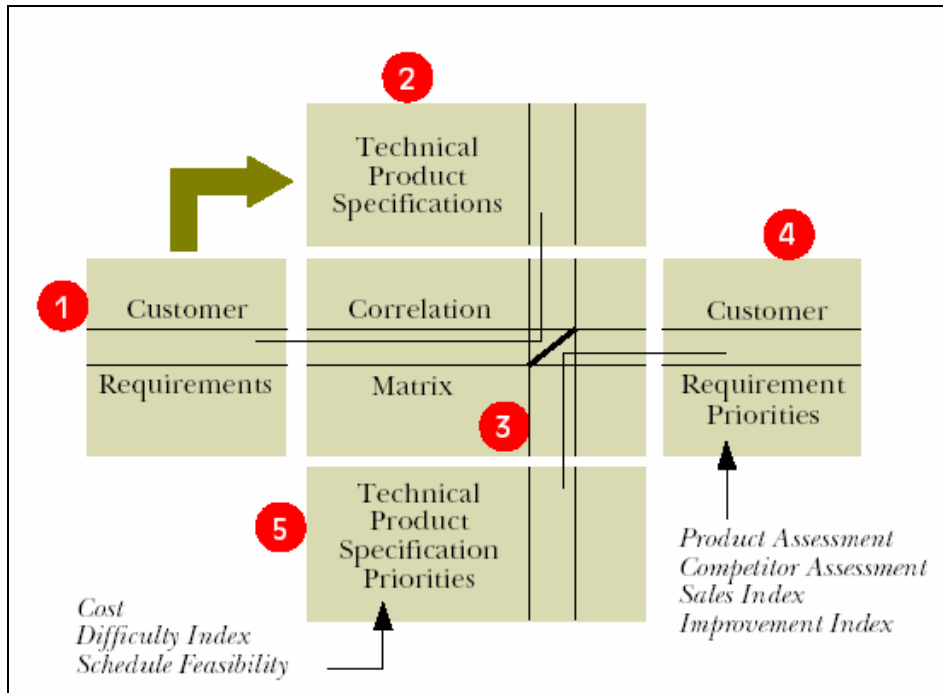 2
Technical
Product
Specifications
1
Customer
Requirements
Correlation
Matrix
3
4
Customer
Requirement
Priorities
5
Technical
Product
Specification
Priorities
Cost
Difficulty Index
Schedule Feasibility
Product Assessment
Competitor Assessment
Sales Index
Improvement Index